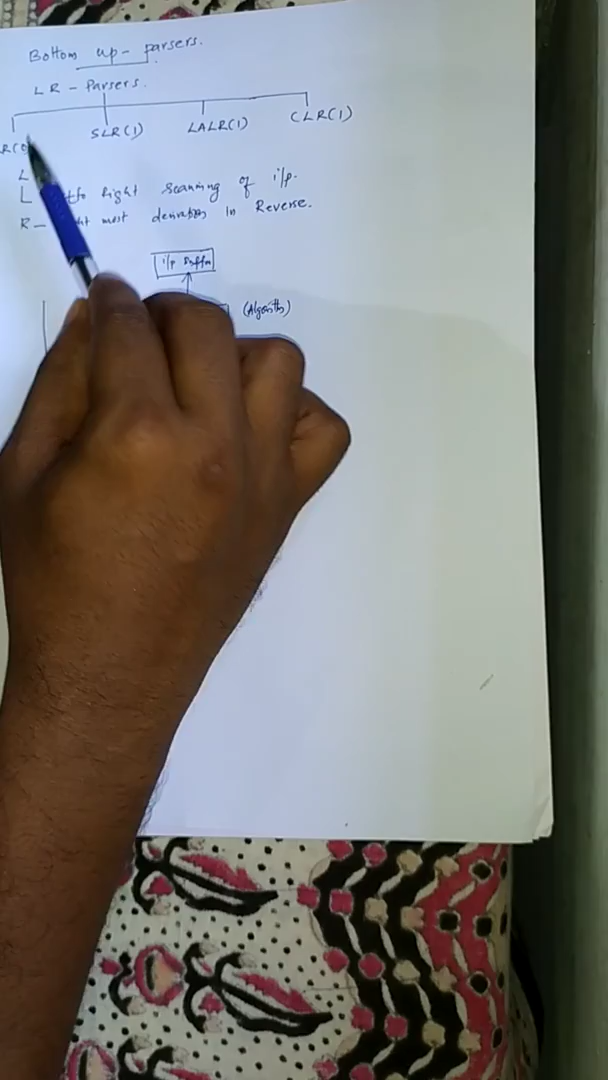 Bottom up - parsers.
LR - Parsers.
SLR(1) LALR(1) CLR(1)
L
L right scanning of i/p.
R - most derivation in Reverse.
i/p Buffer
(Algorithm)